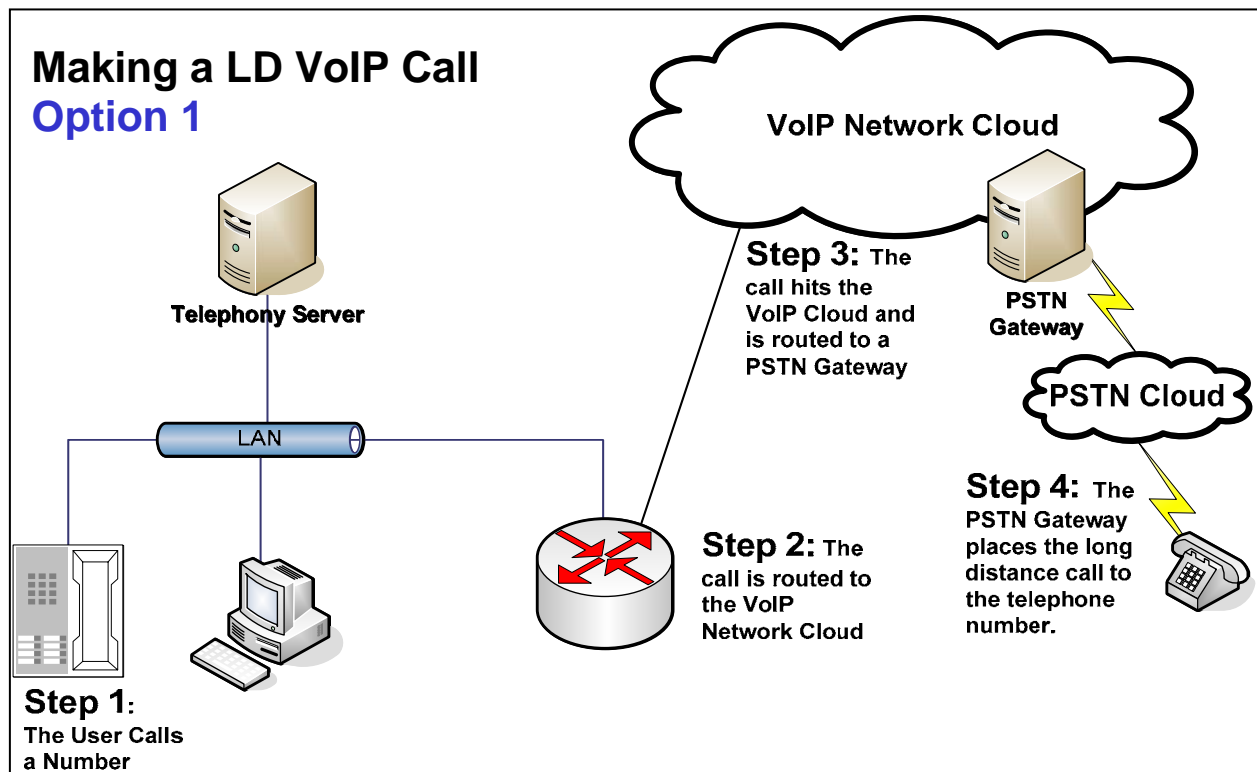 Making a LD VoIP Call
Option 1
VoIP Network Cloud
Telephony Server
Step 3: The
call hits the
VoIP Cloud and
is routed to a
PSTN Gateway
PSTN
Gateway
PSTN Cloud
LAN
Step 4: The
PSTN Gateway
places the long
distance call to
the telephone
number.
Step 2: The
call is routed to
the VoIP
Network Cloud
Step 1:
The User Calls
a Number